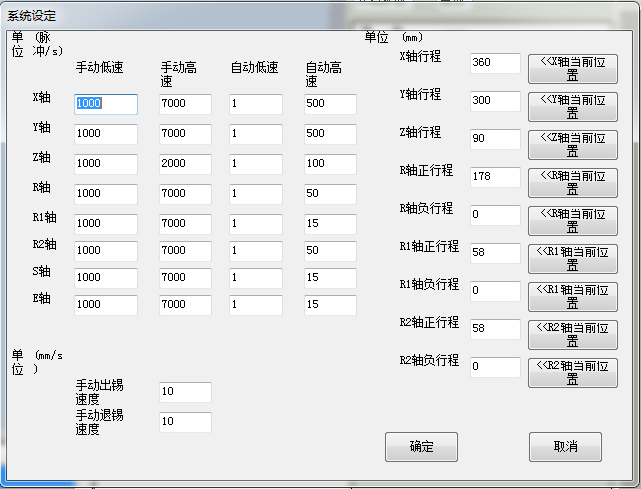 系统设定
单 (脉
位 冲/s)
手动低速 手动高速 自动低速 自动高速
X轴 1000 7000 1 500
Y轴 1000 7000 1 500
Z轴 1000 2000 1 100
R轴 1000 7000 1 50
R1轴 1000 7000 1 15
R2轴 1000 7000 1 50
S轴 1000 7000 1 15
E轴 1000 7000 1 15
单 (mm/s
位 )
手动出锡速度 10
手动退锡速度 10
单位 (mm)
X轴行程 360 <<X轴当前位置
Y轴行程 300 <<Y轴当前位置
Z轴行程 90 <<Z轴当前位置
R轴正行程 178 <<R轴当前位置
R轴负行程 0 <<R轴当前位置
R1轴正行程 58 <<R1轴当前位置
R1轴负行程 0 <<R1轴当前位置
R2轴正行程 58 <<R2轴当前位置
R2轴负行程 0 <<R2轴当前位置
确定 取消